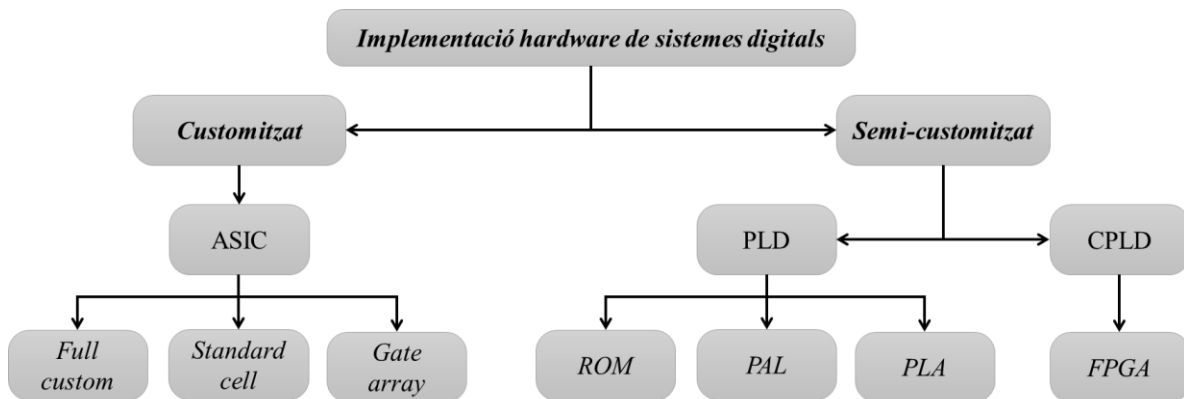 Implementació hardware de sistemes digitals
Customitzat
Semi-customitzat
ASIC
PLD
CPLD
Full
custom
Standard
cell
Gate
array
ROM
PAL
PLA
FPGA